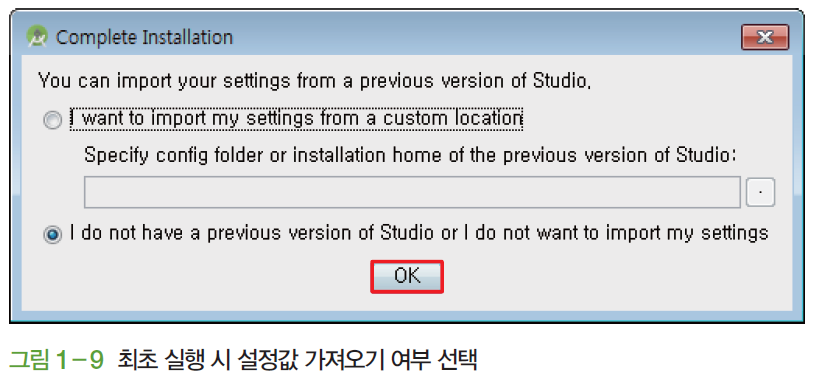 Complete Installation
You can import your settings from a previous version of Studio.
I want to import my settings from a custom location
Specify config folder or installation home of the previous version of Studio:
.
I do not have a previous version of Studio or I do not want to import my settings
OK
그림 1-9 최초 실행 시 설정값 가져오기 여부 선택